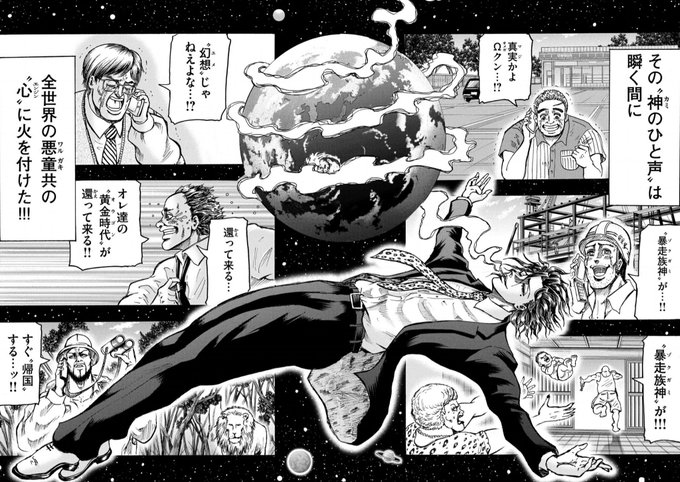 その“神のひと声”は
瞬く間に
真実かよ
Ωクン…!?
“暴走族神”が…!!
“暴走族神”が!!!
“幻想”じゃ
ねえよな…!?
還って来る…
オレ達の
“黄金時代”が
還って来る!!
すぐ“帰国”
する…ッ!!
全世界の悪童共の
“心”に火を付けた!!!